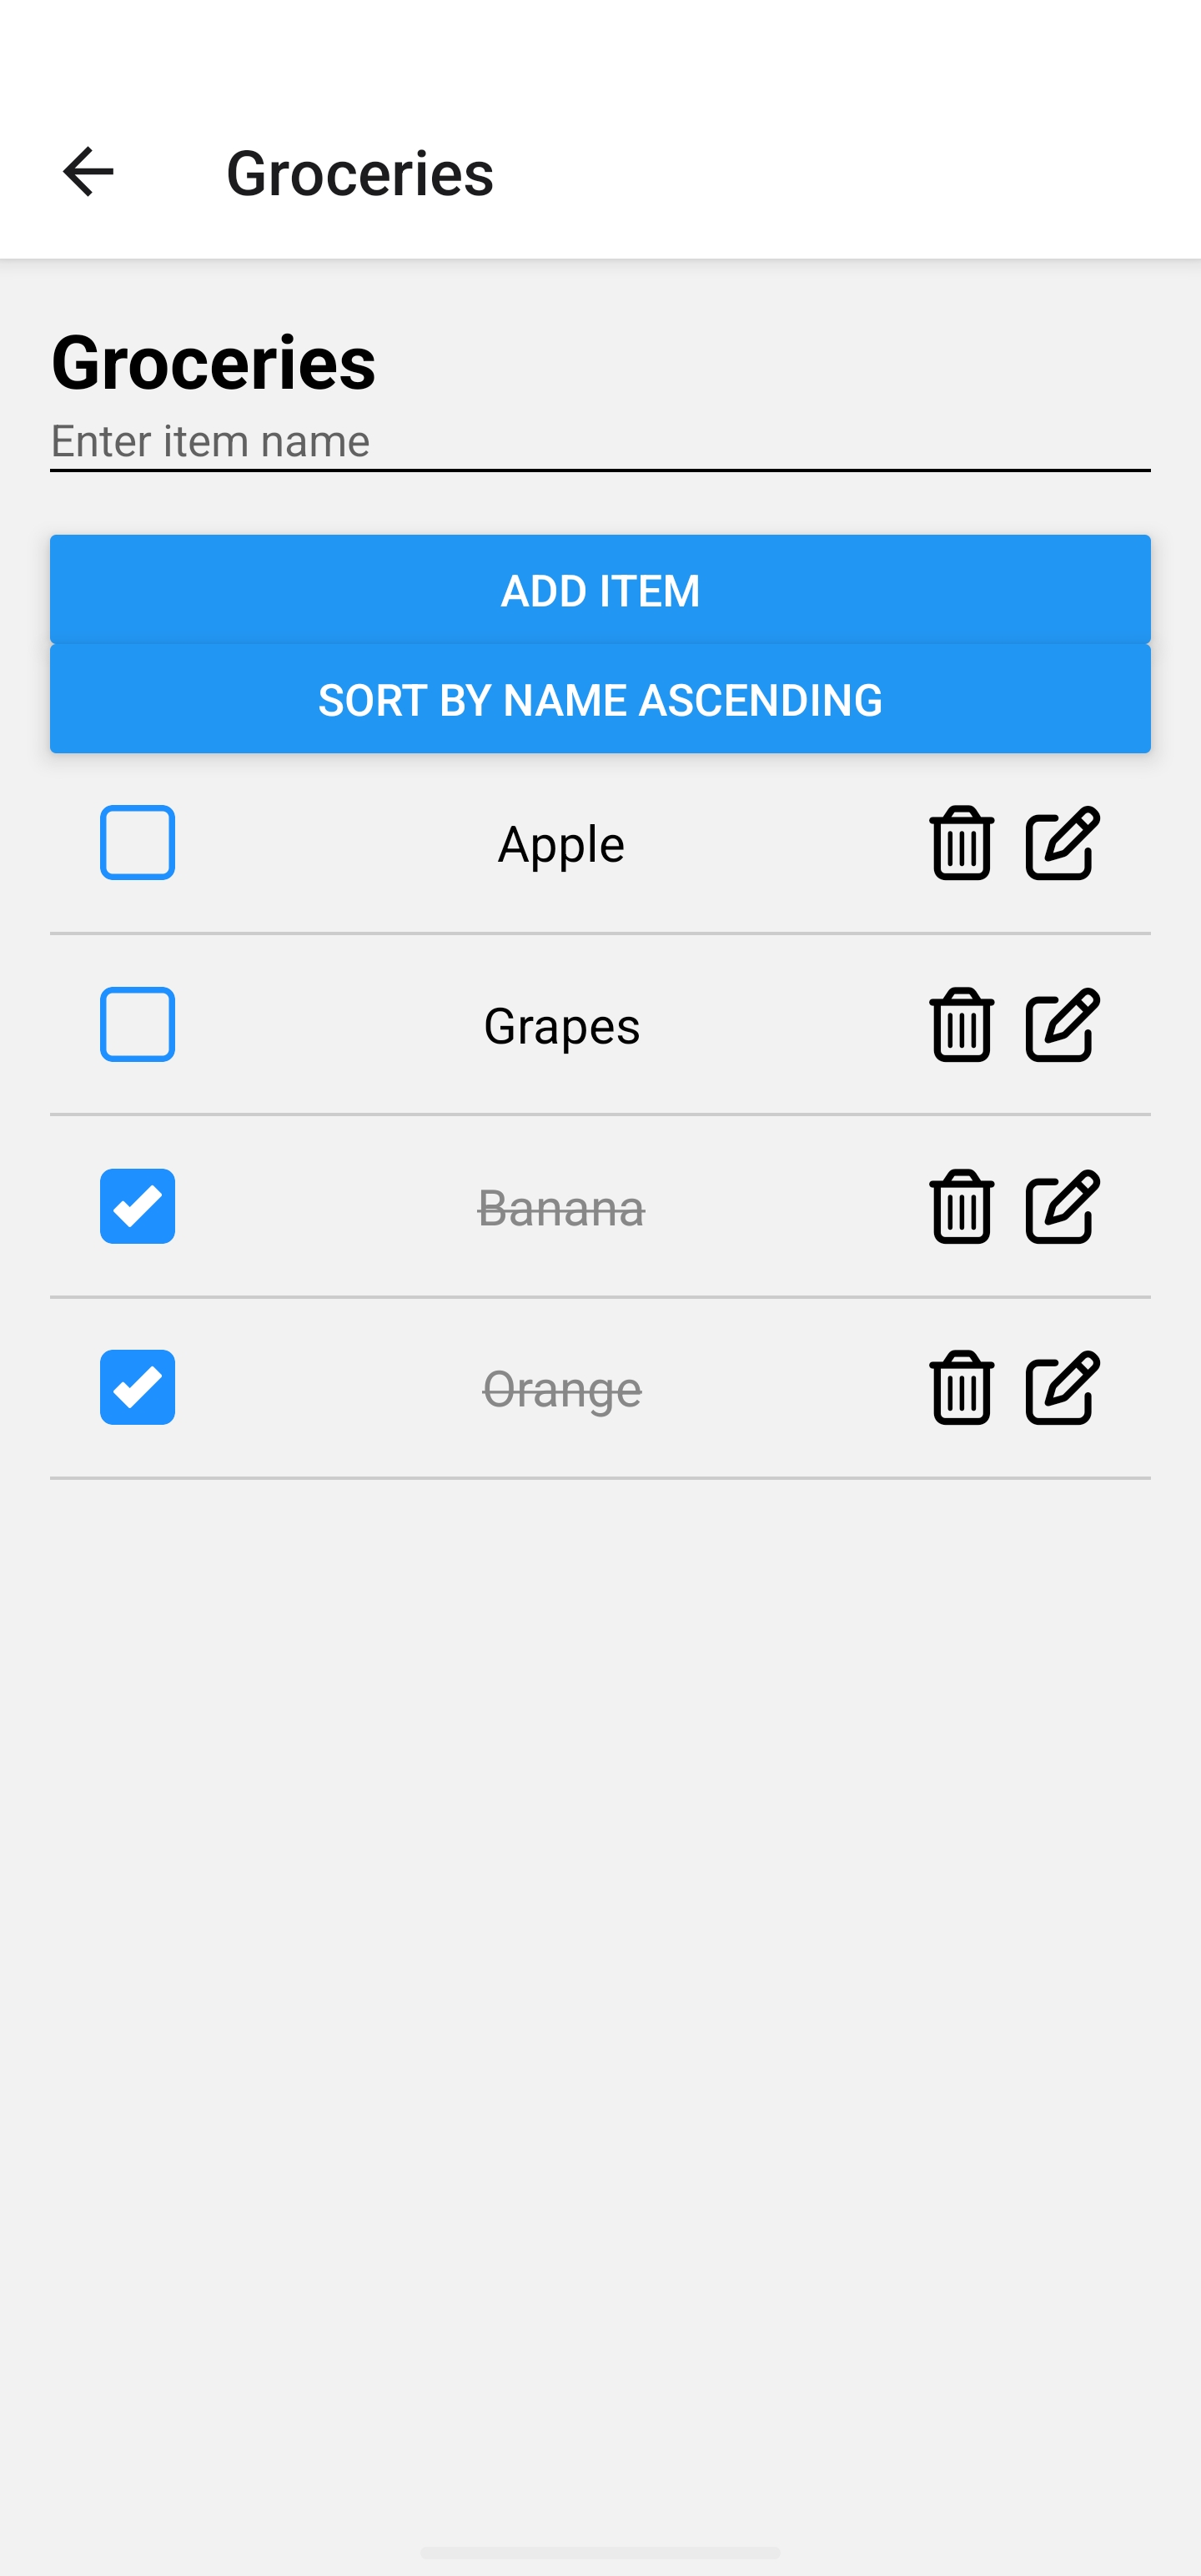 Groceries
Groceries
Enter item name
ADD ITEM
SORT BY NAME ASCENDING
Apple
Grapes
Banana
Orange